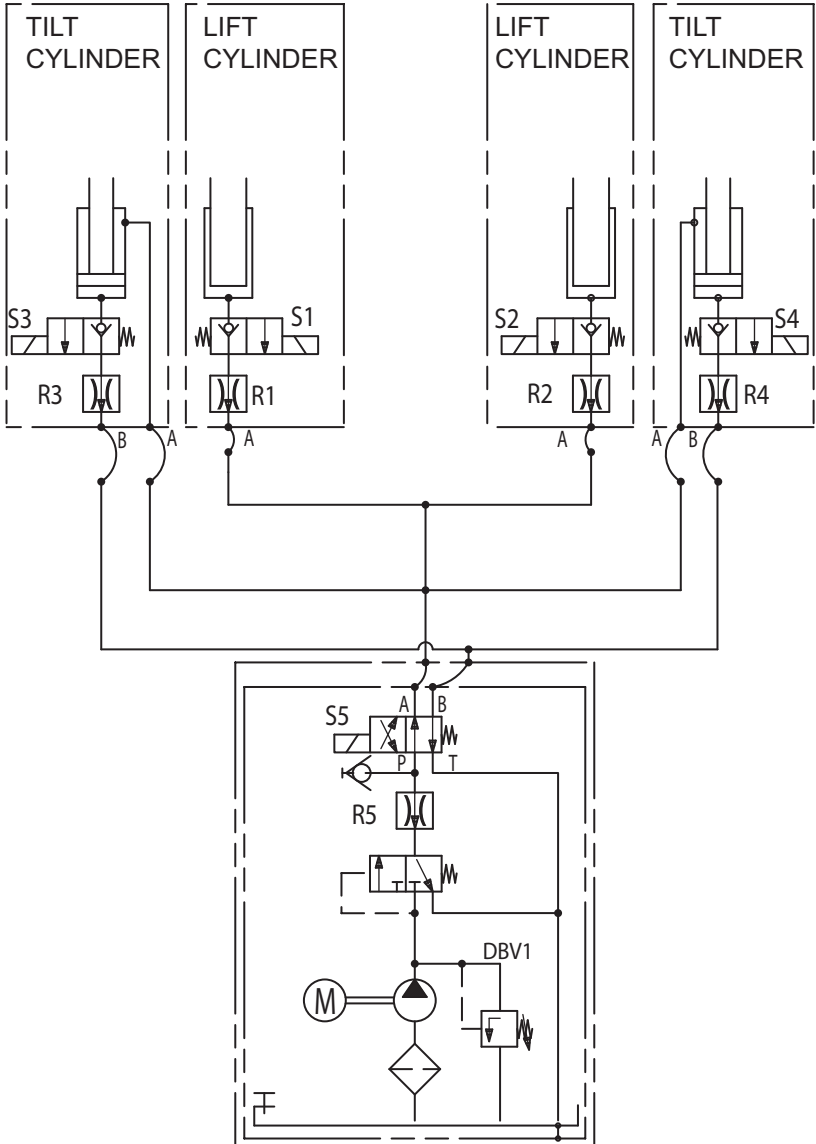 TILT
CYLINDER
LIFT
CYLINDER
LIFT
CYLINDER
TILT
CYLINDER
S3
S1
S2
S4
R3
R1
R2
R4
B
A
A
A
A
B
A
B
S5
P
T
R5
DBV1
M